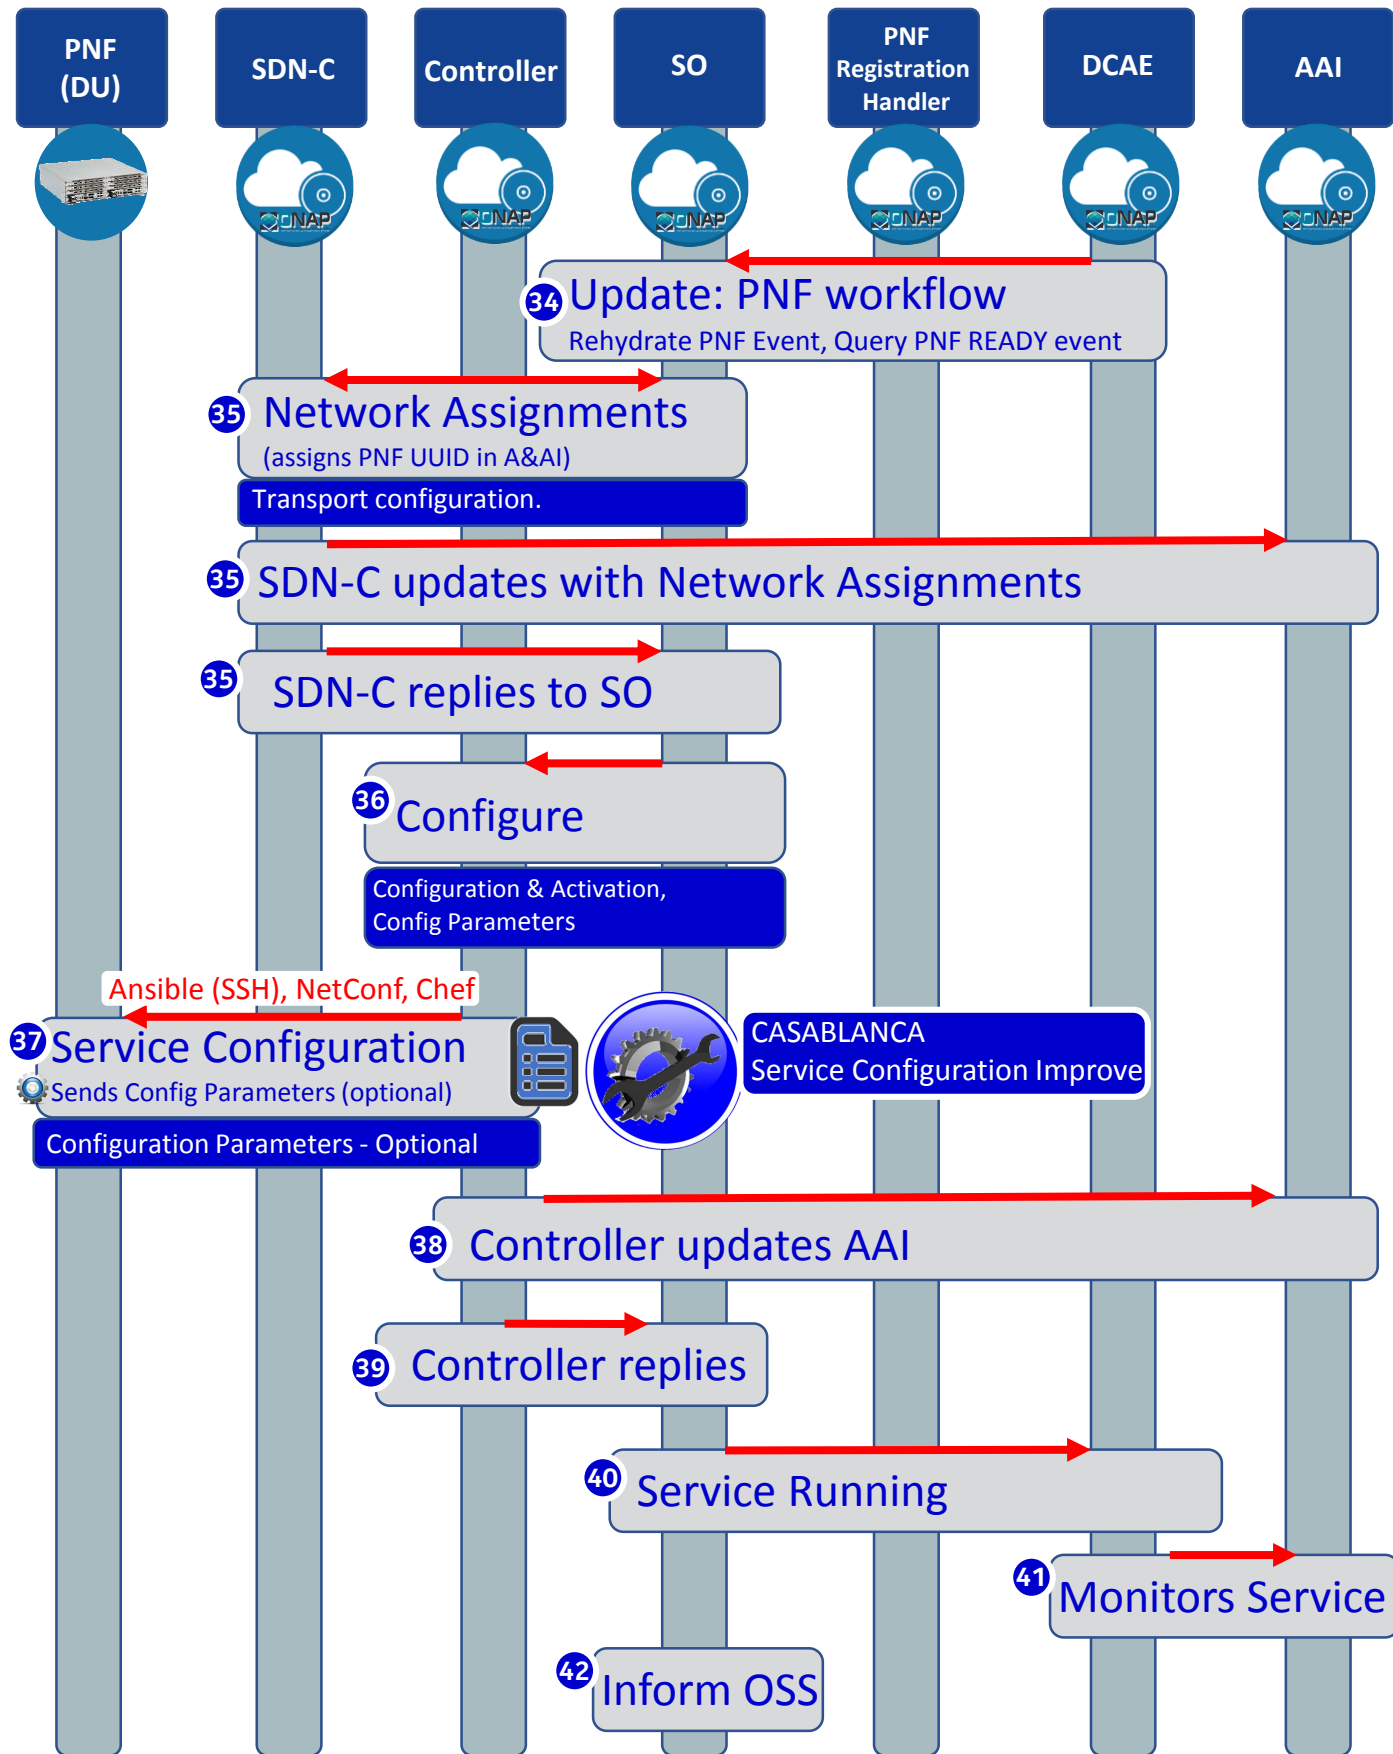 PNF
(DU)
SDN-C
Controller
SO
PNF
Registration
Handler
DCAE
AAI
ONAP
ONAP
ONAP
ONAP
ONAP
ONAP
34
Update: PNF workflow
Rehydrate PNF Event, Query PNF READY event
35
Network Assignments
(assigns PNF UUID in A&AI)
Transport configuration.
35
SDN-C updates with Network Assignments
35
SDN-C replies to SO
36
Configure
Configuration & Activation,
Config Parameters
Ansible (SSH), NetConf, Chef
37
Service Configuration
Sends Config Parameters (optional)
Configuration Parameters - Optional
CASABLANCA
Service Configuration Improve
38
Controller updates AAI
39
Controller replies
40
Service Running
41
Monitors Service
42
Inform OSS